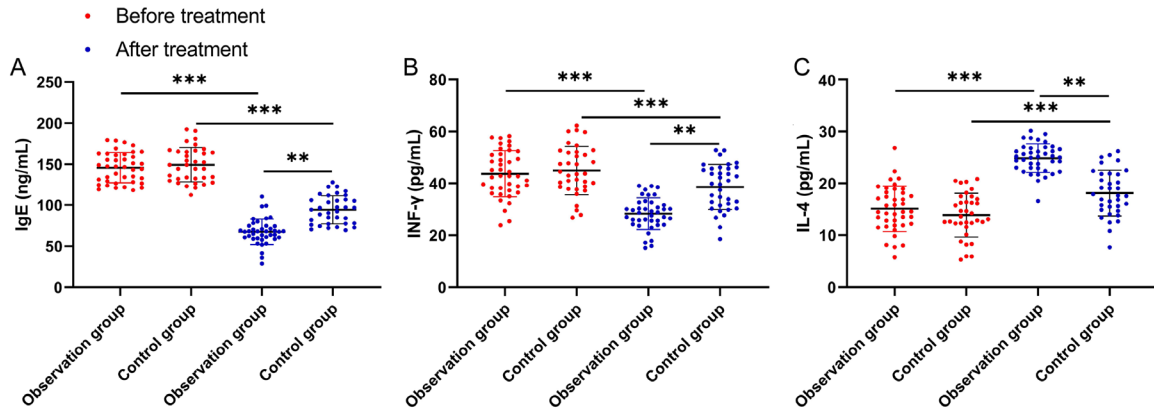 Before treatment
After treatment
A
***
***
**
IgE (ng/mL)
250
200
150
100
50
0
Observation group
Control group
Observation group
Control group
B
***
***
**
INF-γ (pg/mL)
80
60
40
20
0
Observation group
Control group
Observation group
Control group
C
***
**
***
IL-4 (pg/mL)
40
30
20
10
0
Observation group
Control group
Observation group
Control group